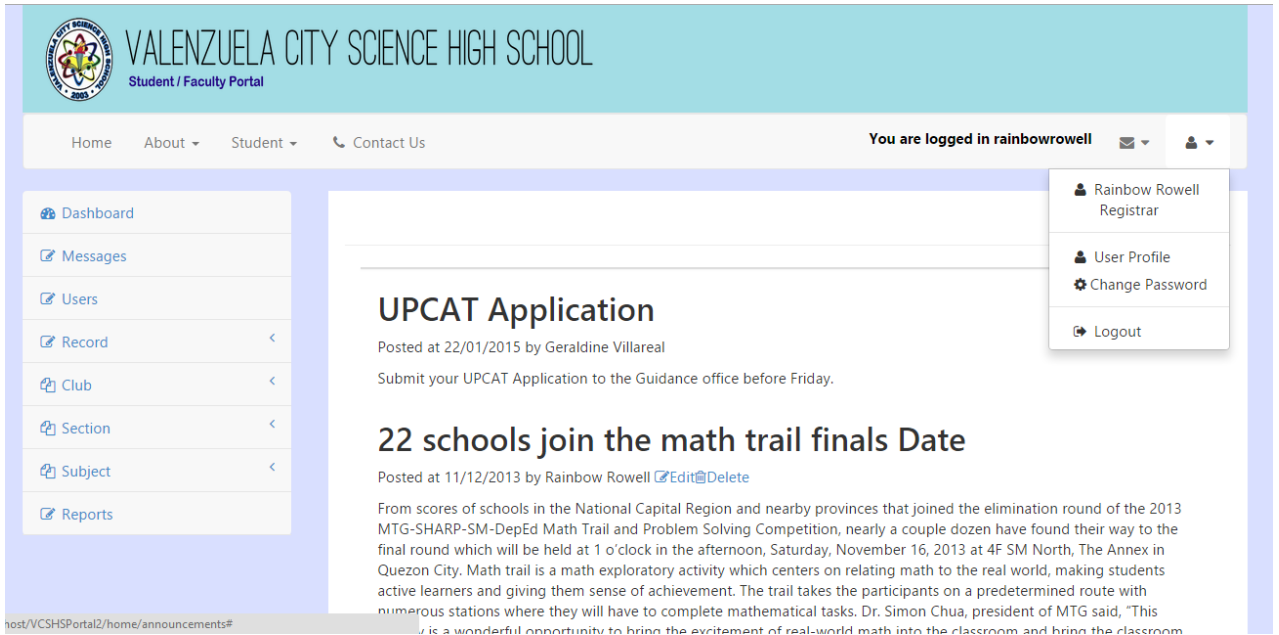 VALENZUELA CITY SCIENCE HIGH SCHOOL
Student / Faculty Portal
VALENZUELA CITY SCIENCE HIGH SCHOOL
2003
Home About Student Contact Us You are logged in rainbowrowell
Rainbow Rowell
Registrar
User Profile
Change Password
Logout
Dashboard
Messages
Users
Record
Club
Section
Subject
Reports
UPCAT Application
Posted at 22/01/2015 by Geraldine Villareal
Submit your UPCAT Application to the Guidance office before Friday.
22 schools join the math trail finals Date
Posted at 11/12/2013 by Rainbow Rowell EditDelete
From scores of schools in the National Capital Region and nearby provinces that joined the elimination round of the 2013
MTG-SHARP-SM-DepEd Math Trail and Problem Solving Competition, nearly a couple dozen have found their way to the
final round which will be held at 1 o'clock in the afternoon, Saturday, November 16, 2013 at 4F SM North, The Annex in
Quezon City. Math trail is a math exploratory activity which centers on relating math to the real world, making students
active learners and giving them sense of achievement. The trail takes the participants on a predetermined route with
numerous stations where they will have to complete mathematical tasks. Dr. Simon Chua, president of MTG said, "This
is a wonderful opportunity to bring the excitement of real-world math into the classroom and bring the classroom
host/VCSHSPortal2/home/announcements#